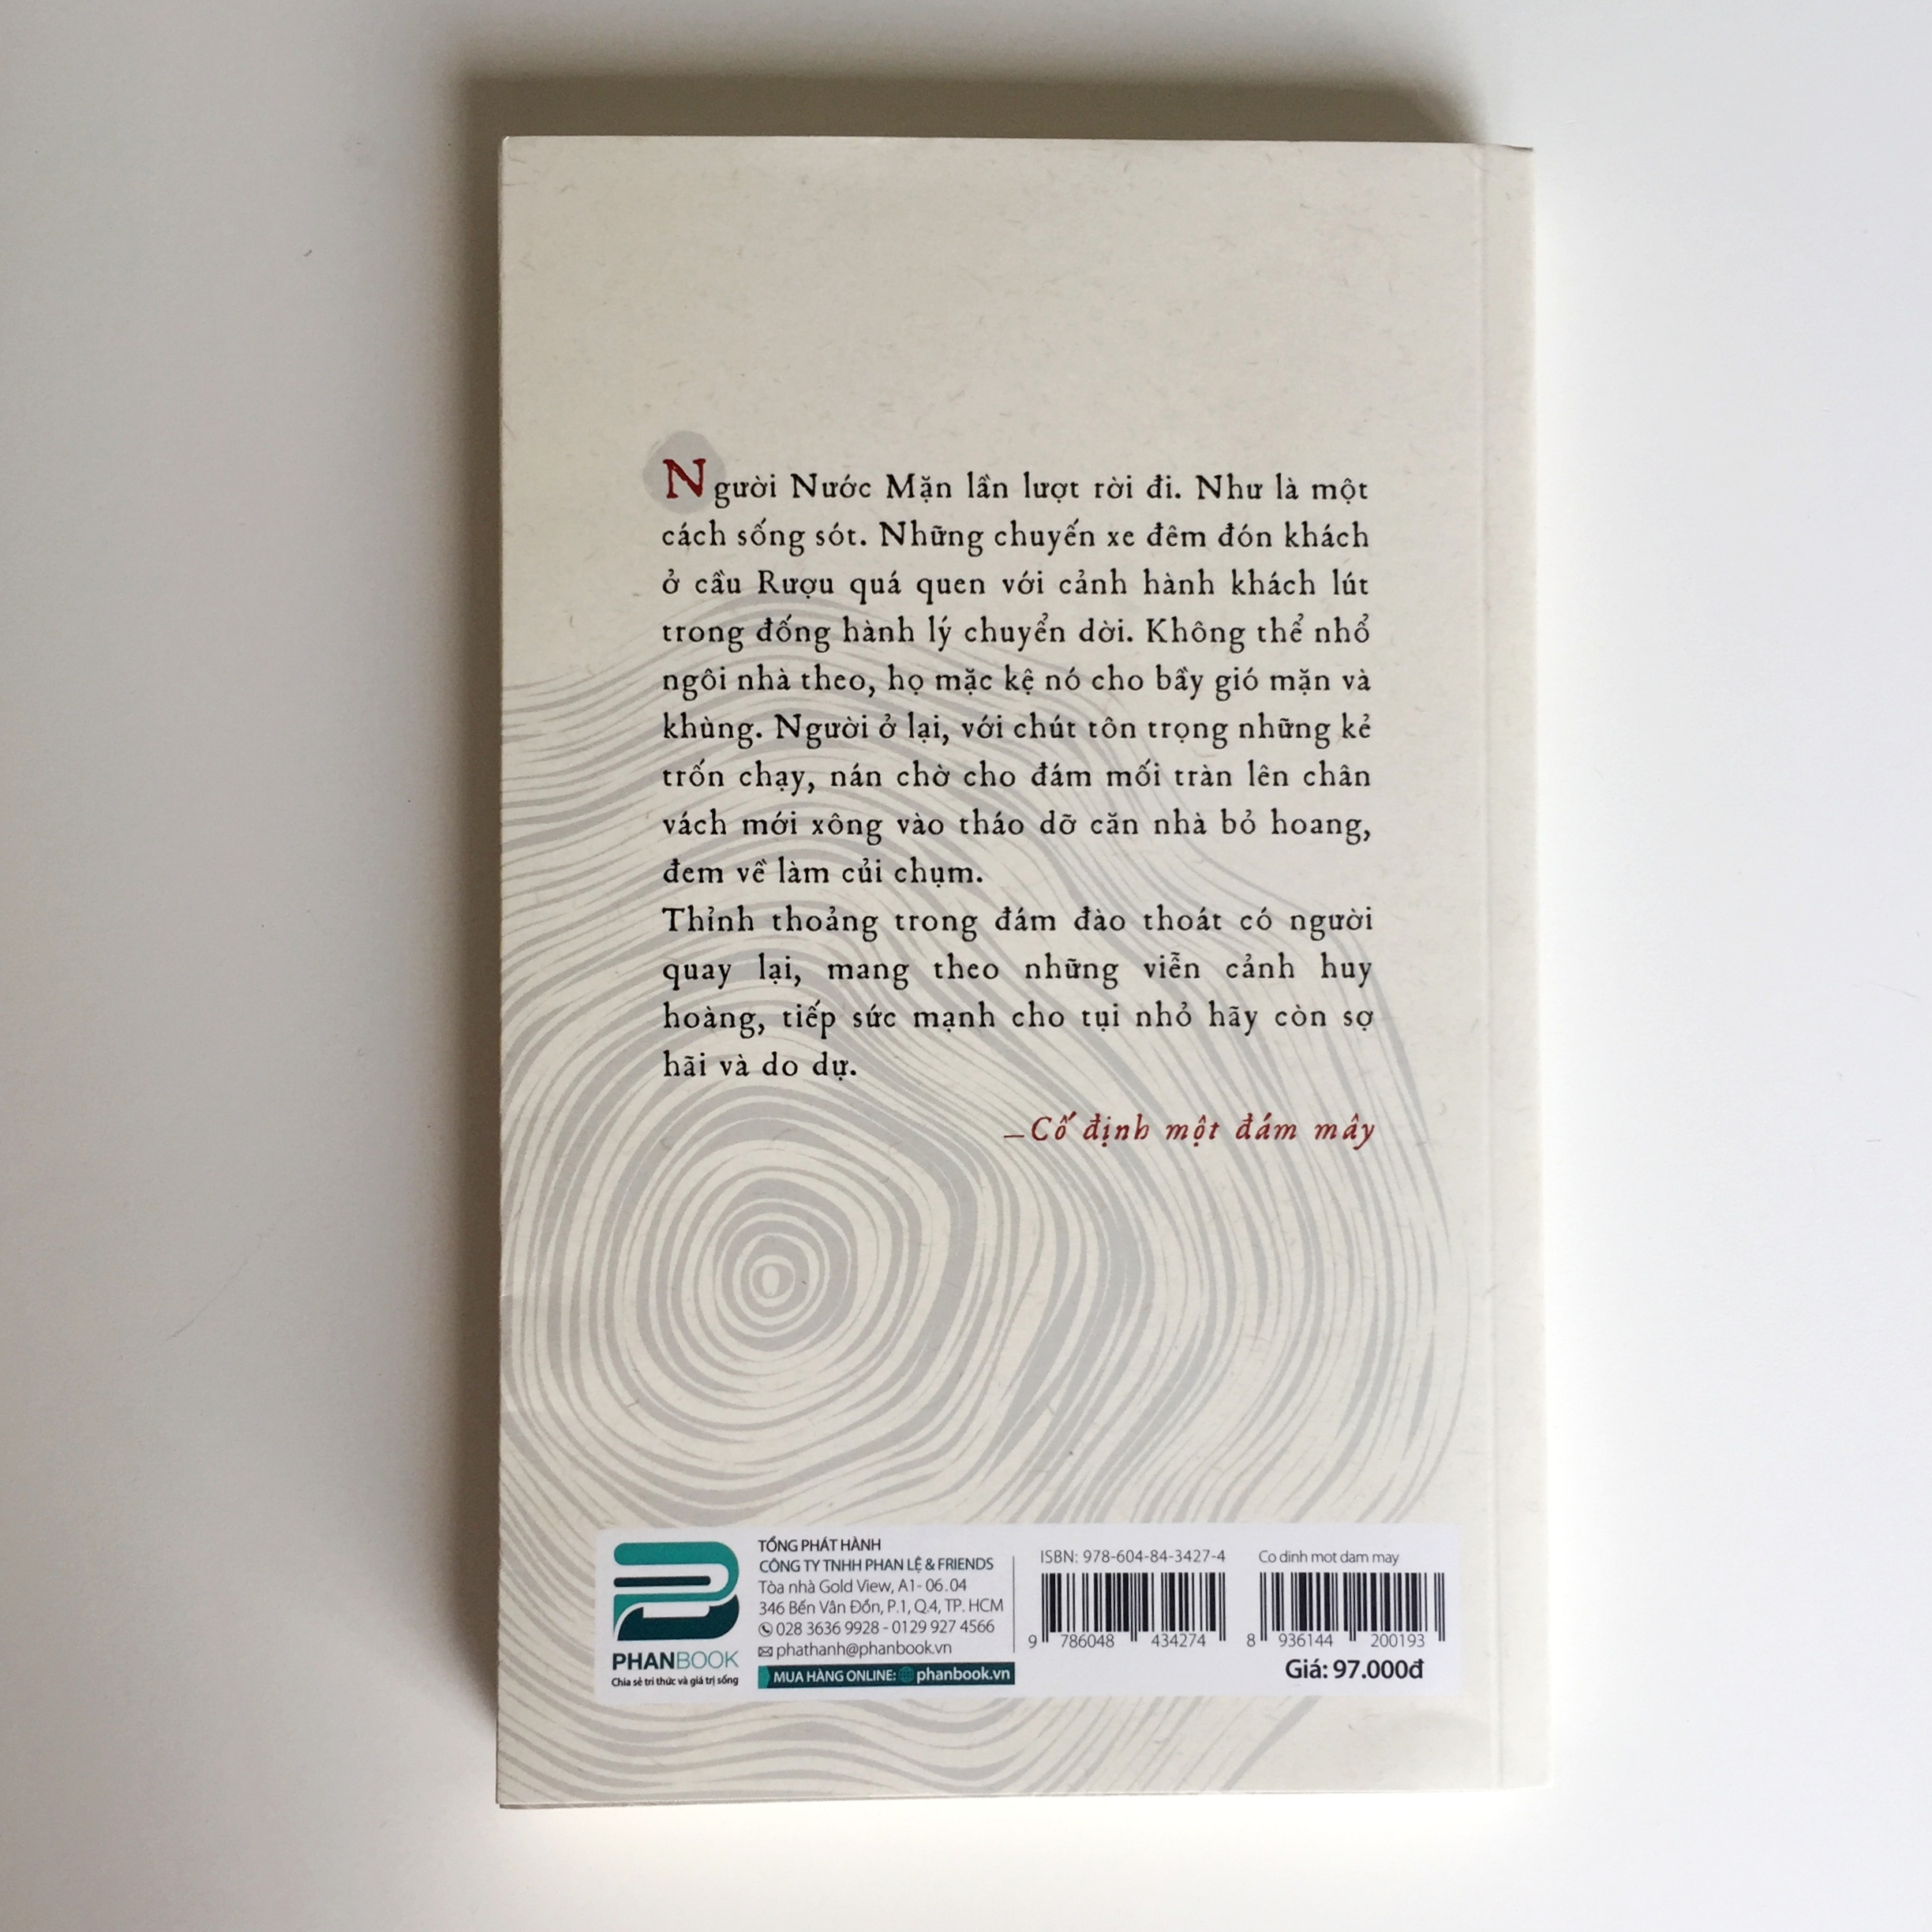 Người Nước Mặn lần lượt rời đi. Như là một
cách sống sót. Những chuyến xe đêm đón khách
ở cầu Rượu quá quen với cảnh hành khách lút
trong đống hành lý chuyển dời. Không thể nhổ
ngôi nhà theo, họ mặc kệ nó cho bầy gió mặn và
khùng. Người ở lại, với chút tôn trọng những kẻ
trốn chạy, nán chờ cho đám mối tràn lên chân
vách mới xông vào tháo dỡ căn nhà bỏ hoang,
đem về làm củi chụm.
Thỉnh thoảng trong đám đào thoát có người
quay lại, mang theo những viễn cảnh huy
hoàng, tiếp sức mạnh cho tụi nhỏ hãy còn sợ
hãi và do dự.
—Cố định một đám mây
PHANBOOK
Chia sẻ tri thức và giá trị sống
TỔNG PHÁT HÀNH
CÔNG TY TNHH PHAN LỆ & FRIENDS
Tòa nhà Gold View, A1- 06.04
346 Bến Vân Đồn, P.1, Q.4, TP. HCM
028 3636 9928 - 0129 927 4566
phathanh@phanbook.vn
MUA HÀNG ONLINE: phanbook.vn
ISBN: 978-604-84-3427-4
9 786048 434274
Co dinh mot dam may
8 936144 200193
Giá: 97.000đ